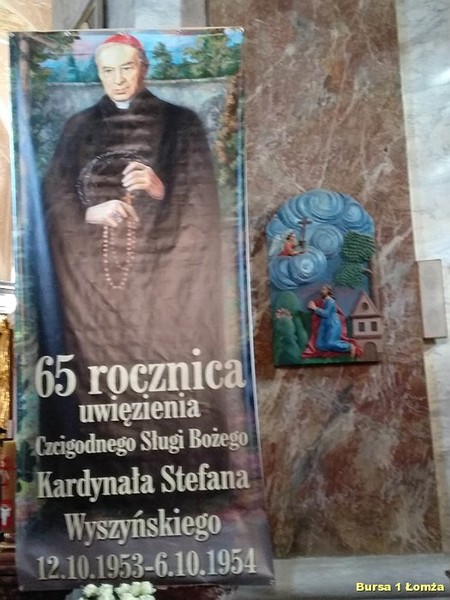 65 rocznica
uwięzienia
Czcigodnego Sługi Bożego
Kardynała Stefana
Wyszyńskiego
12.10.1953-6.10.1954
Bursa 1 Łomża